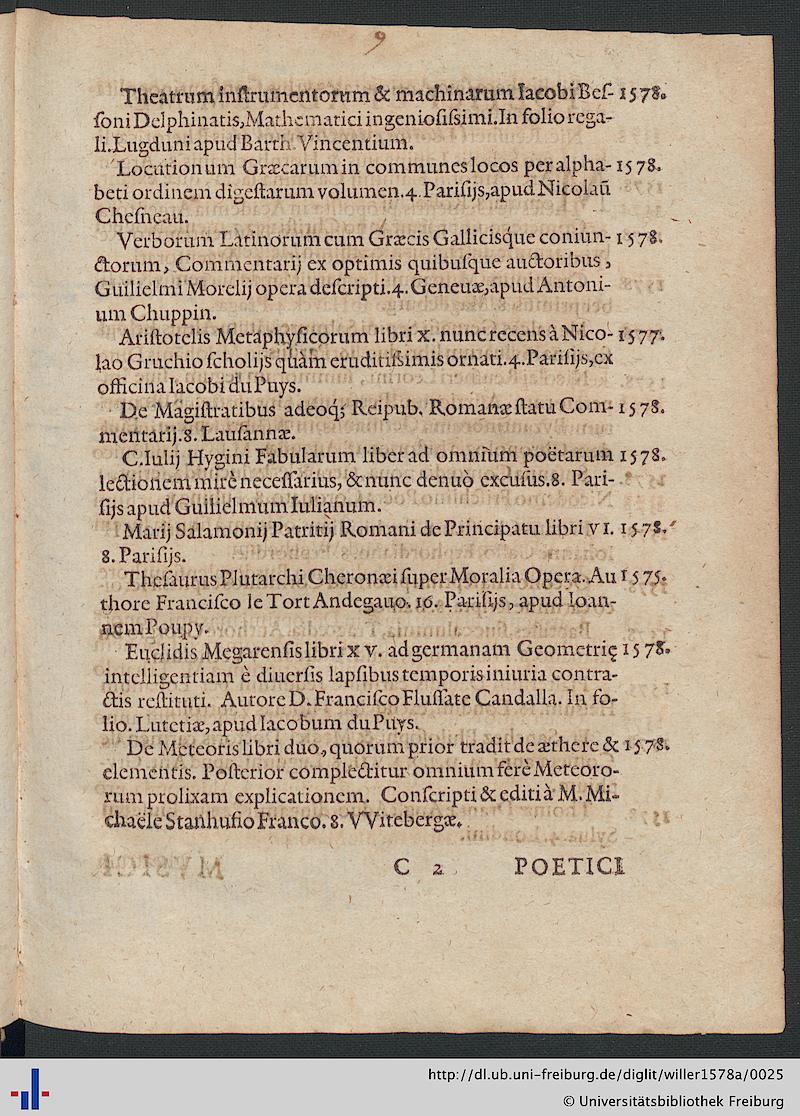 9
Theatrum instrumentorum & machinarum Iacobi Bes- 1578.
soni Delphinatis, Mathematici ingeniosissimi. In folio rega-
li. Lugduni apud Barth. Vincentium.
Locutionum Græcarum in communes locos per alpha- 1578.
beti ordinem digestarum volumen. 4. Parisijs, apud Nicolaũ
Chesneau.
Verborum Latinorum cum Græcis Gallicisq́ue coniun- 1578.
ctorum, Commentarij ex optimis quibusque auctoribus,
Guilielmi Morelij opera descripti. 4. Geneuæ, apud Antoni-
um Chuppin.
Aristotelis Metaphysicorum libri X. nunc recens à Nico- 1577.
lao Gruchio scholijs quàm eruditissimis ornati. 4. Parisijs, ex
officina Iacobi du Puys.
De Magistratibus adeoq́; Reipub. Romanæ statu Com- 1578.
mentarij. 8. Lausannæ.
C. Iulij Hygini Fabularum liber ad omnium poëtarum 1578.
lectionem mirè necessarius, & nunc denuò excusus. 8. Pari-
sijs apud Guilielmum Iulianum.
Marij Salamonij Patritij Romani de Principatu libri VI. 1578.
8. Parisijs.
Thesaurus Plutarchi Cheronæi super Moralia Opera. Au 1575.
thore Francisco le Tort Andegauo. 16. Parisijs, apud Ioan-
nem Poupy.
Euclidis Megarensis libri XV. ad germanam Geometrię 1578.
intelligentiam è diuersis lapsibus temporis iniuria contra-
ctis restituti. Autore D. Francisco Flussate Candalla. In fo-
lio. Lutetiæ, apud Iacobum du Puys.
De Meteoris libri duo, quorum prior tradit de æthere & 1578.
elementis. Posterior complectitur omnium ferè Meteoro-
rum prolixam explicationem. Conscripti & editi à M. Mi-
chaële Stanhufio Franco. 8. VVitebergæ.
C 2 POETICI
http://dl.ub.uni-freiburg.de/diglit/willer1578a/0025
© Universitätsbibliothek Freiburg